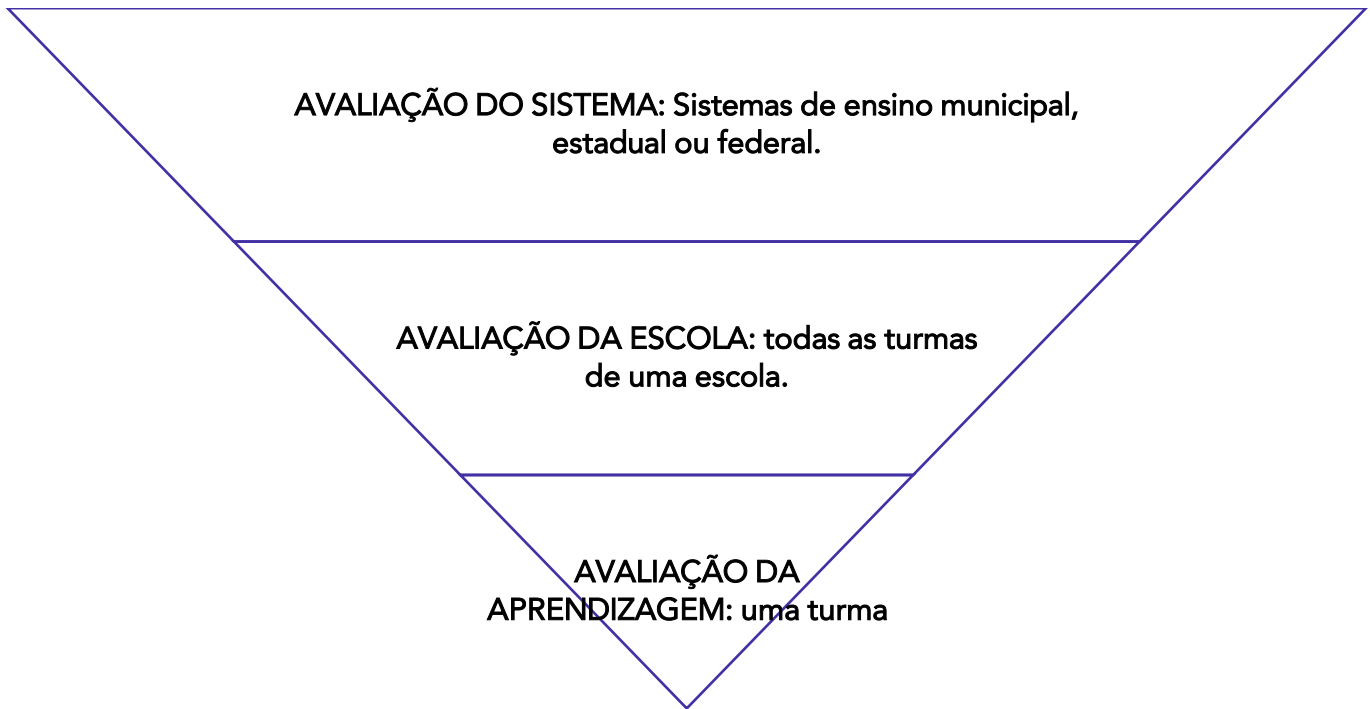 AVALIAÇÃO DO SISTEMA: Sistemas de ensino municipal,
estadual ou federal.
AVALIAÇÃO DA ESCOLA: todas as turmas
de uma escola.
AVALIAÇÃO DA
APRENDIZAGEM: uma turma